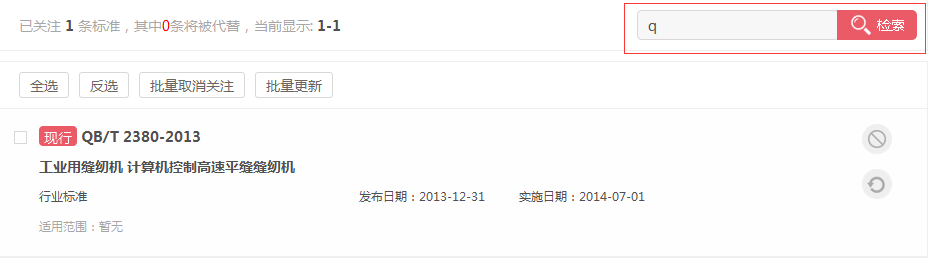 已关注 1 条标准，其中0条将被代替，当前显示: 1-1
q
检索
全选 反选 批量取消关注 批量更新
现行 QB/T 2380-2013
工业用缝纫机 计算机控制高速平缝缝纫机
行业标准 发布日期：2013-12-31 实施日期：2014-07-01
适用范围：暂无